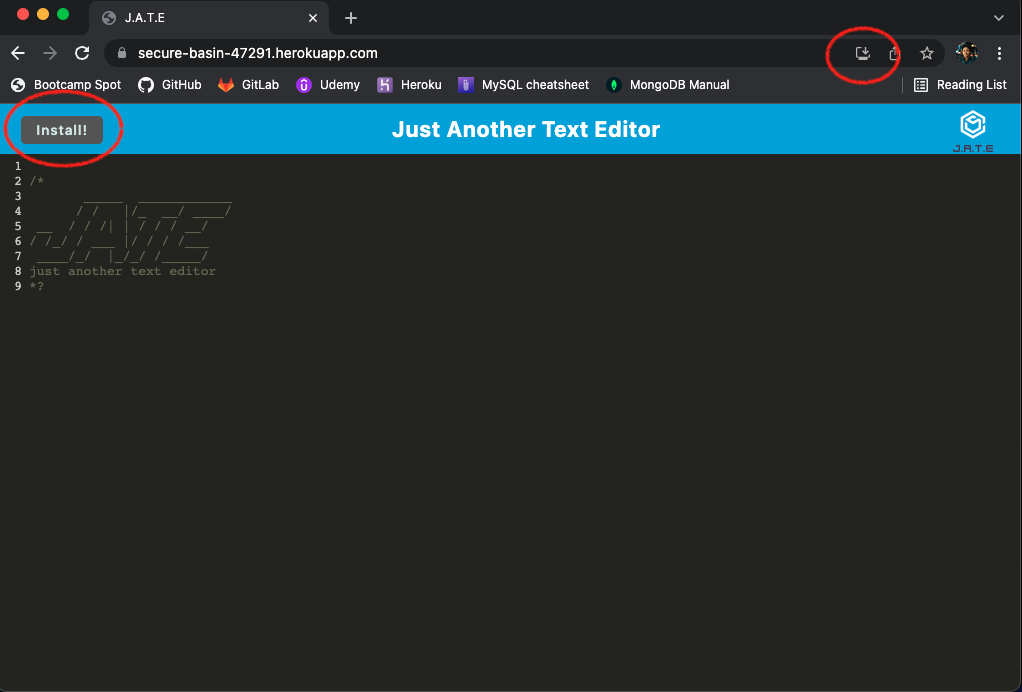 J.A.T.E
secure-basin-47291.herokuapp.com
Bootcamp Spot GitHub GitLab Udemy Heroku MySQL cheatsheet MongoDB Manual Reading List
Install! Just Another Text Editor
J.A.T.E
1
2 /*
3         _____  ____________
4       / /   |/_  __/ ____/
5  __  / / /| | / / / __/
6 / /_/ / ___ |/ / / /___
7  ____/_/  |_/_/ /_____/
8 just another text editor
9 *?